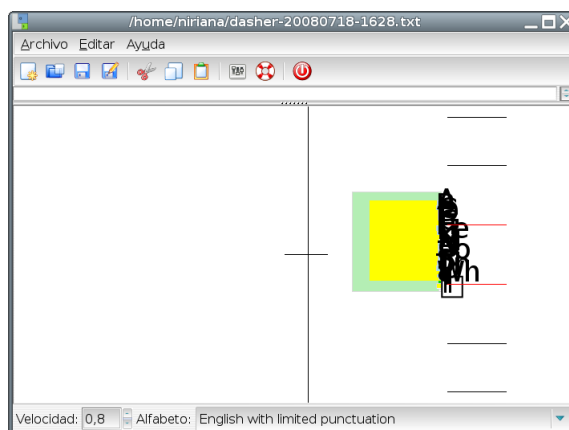 /home/niriana/dasher-20080718-1628.txt
Archivo Editar Ayuda
Velocidad: 0,8 Alfabeto: English with limited punctuation